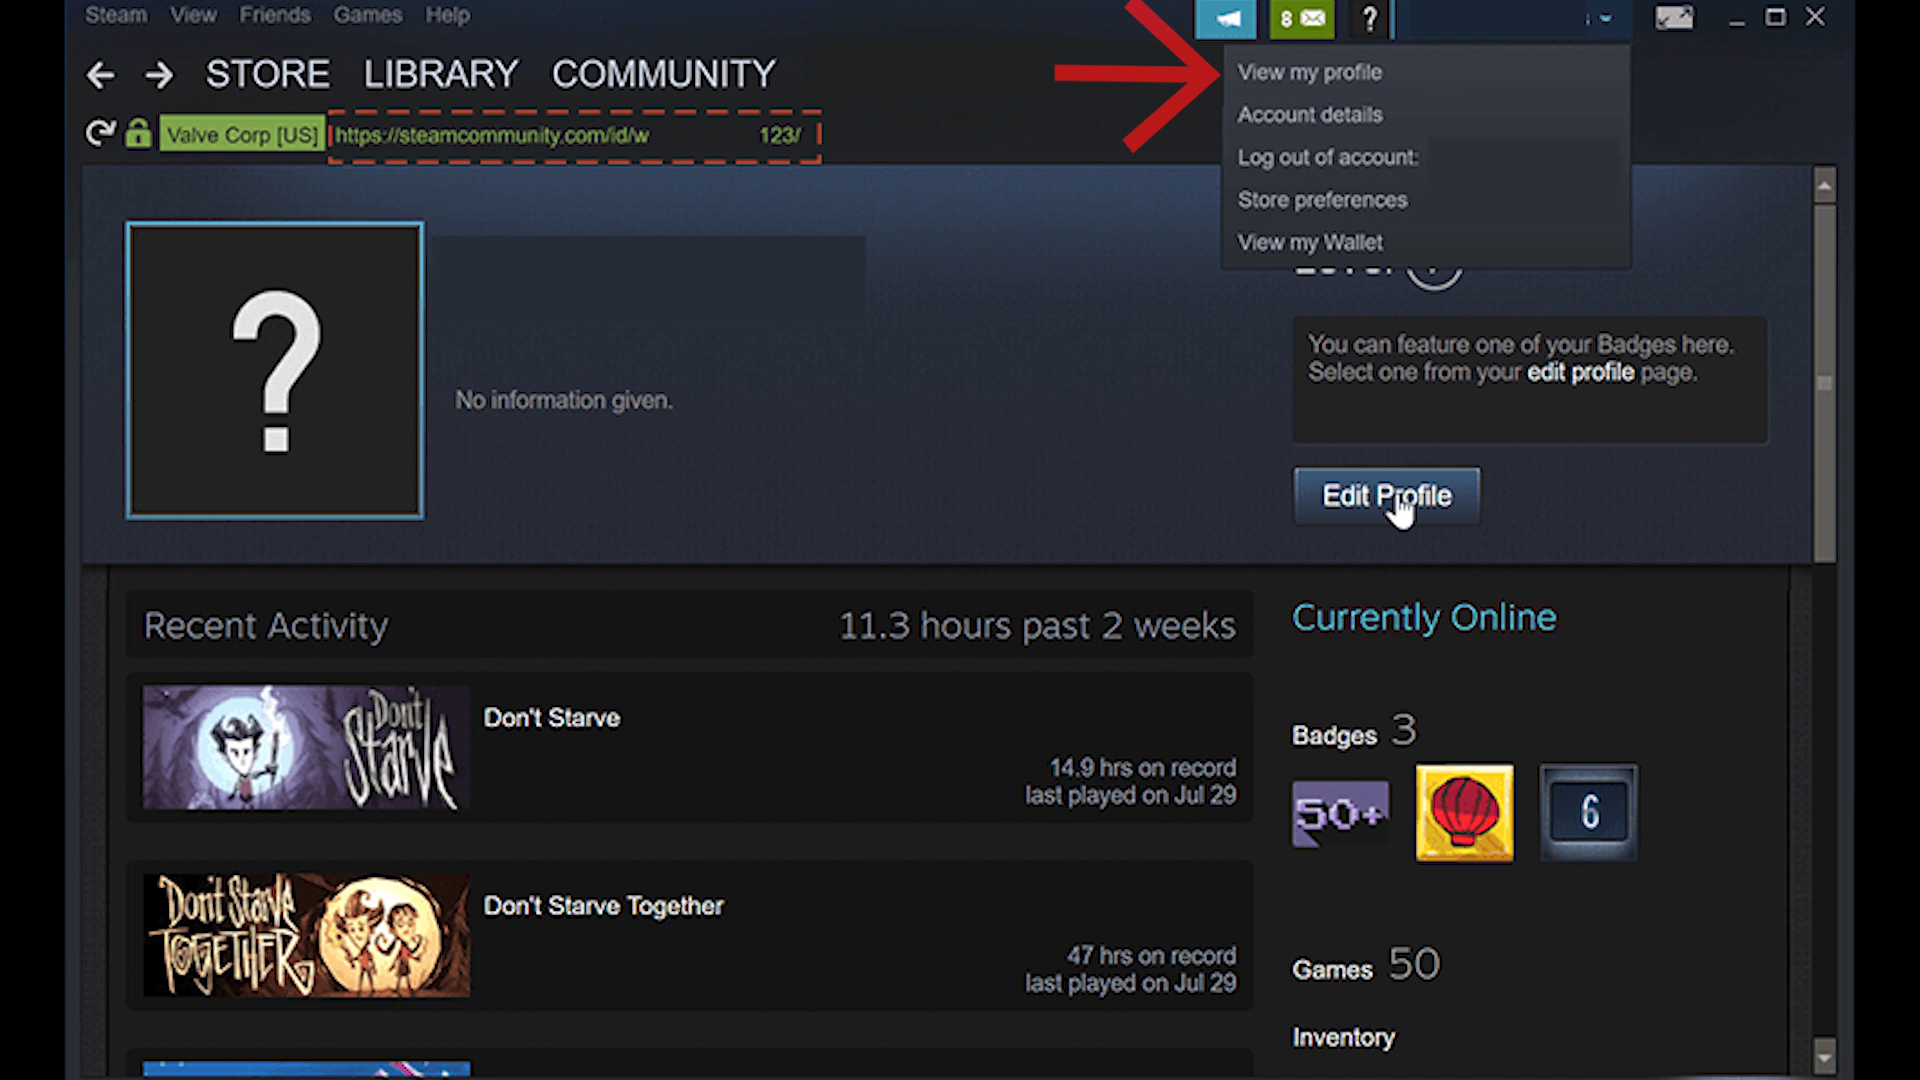 Steam View Friends Games Help
8 ?
STORE LIBRARY COMMUNITY
View my profile
Account details
Log out of account:
Store preferences
View my Wallet
Valve Corp [US] https://steamcommunity.com/id/w 123/
?
No information given.
You can feature one of your Badges here.
Select one from your edit profile page.
Edit Profile
Recent Activity 11.3 hours past 2 weeks
Don't Starve
Don't Starve
14.9 hrs on record
last played on Jul 29
Don't Starve
TOGETHER
Don't Starve Together
47 hrs on record
last played on Jul 29
Currently Online
Badges 3
50+
6
Games 50
Inventory